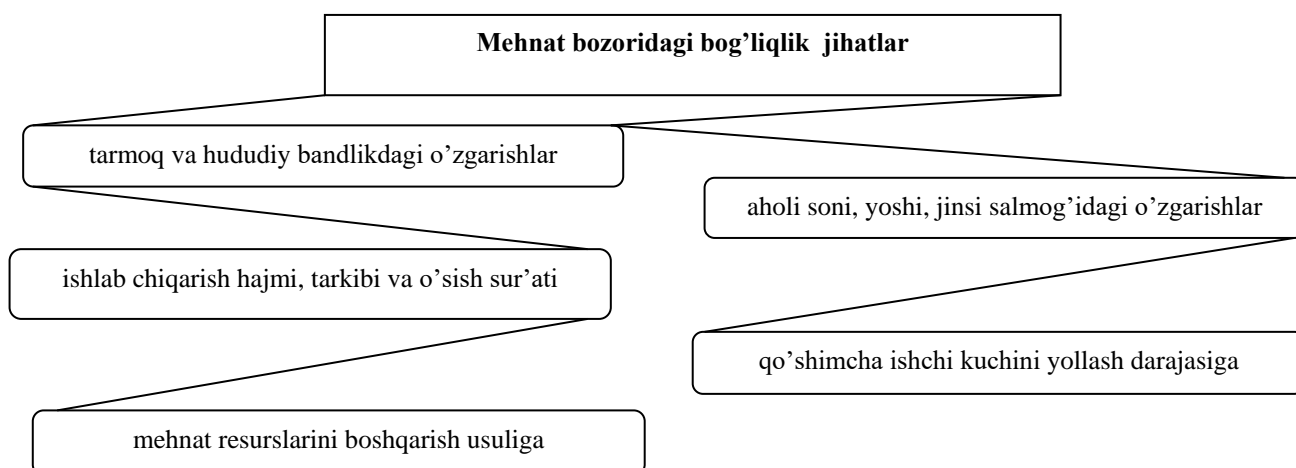 Mehnat bozoridagi bog’liqlik jihatlar
tarmoq va hududiy bandlikdagi o’zgarishlar
aholi soni, yoshi, jinsi salmog’idagi o’zgarishlar
ishlab chiqarish hajmi, tarkibi va o’sish sur’ati
qo’shimcha ishchi kuchini yollash darajasiga
mehnat resurslarini boshqarish usuliga